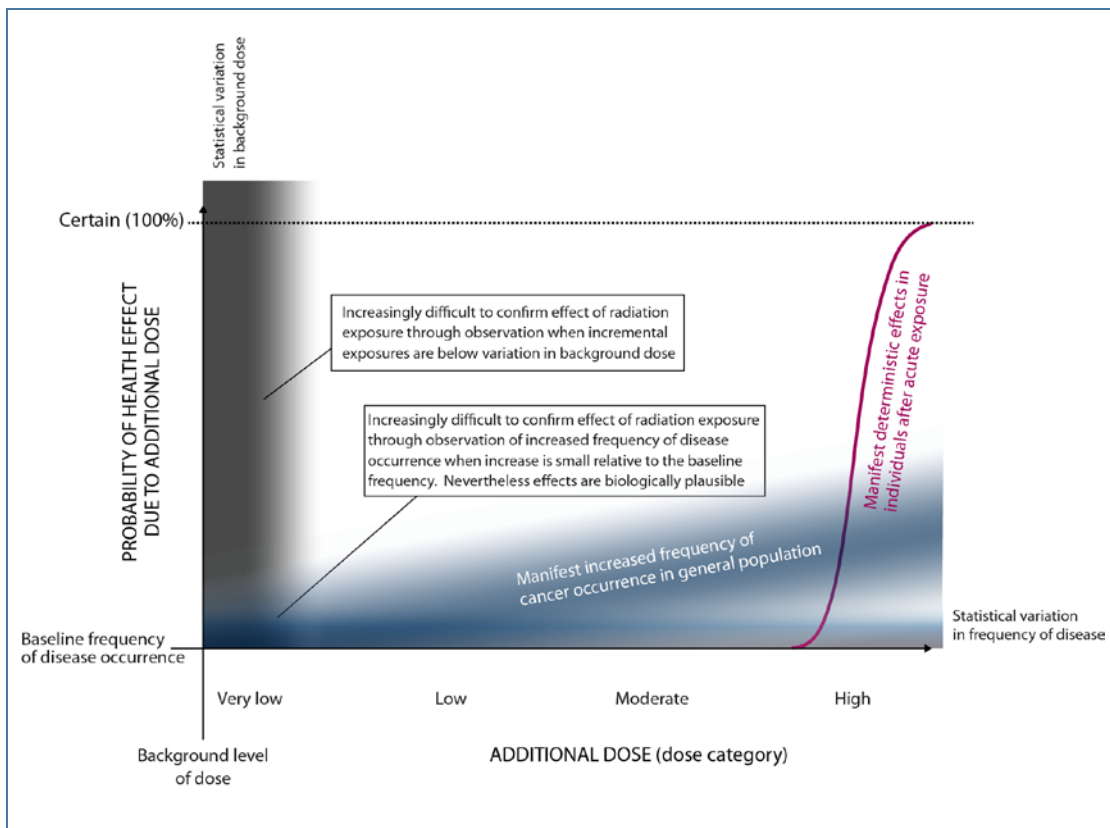 Statistical variation
in background dose
Certain (100%)
PROBABILITY OF HEALTH EFFECT
DUE TO ADDITIONAL DOSE
Increasingly difficult to confirm effect of radiation
exposure through observation when incremental
exposures are below variation in background dose
Increasingly difficult to confirm effect of radiation exposure
through observation of increased frequency of disease
occurrence when increase is small relative to the baseline
frequency. Nevertheless effects are biologically plausible
Manifest deterministic effects in
individuals after acute exposure
Manifest increased frequency of
cancer occurrence in general population
Statistical variation
in frequency of disease
Baseline frequency
of disease occurrence
Very low
Low
Moderate
High
Background level
of dose
ADDITIONAL DOSE (dose category)